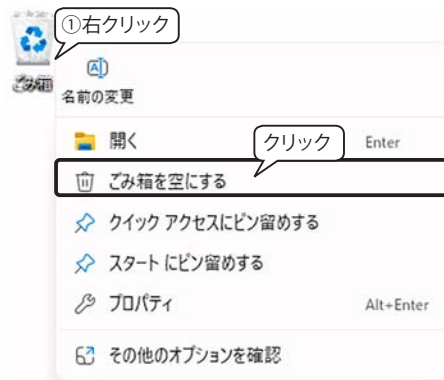 ①右クリック
ごみ箱
名前の変更
開く
クリック
Enter
ごみ箱を空にする
クイック アクセスにピン留めする
スタート にピン留めする
プロパティ
Alt+Enter
その他のオプションを確認